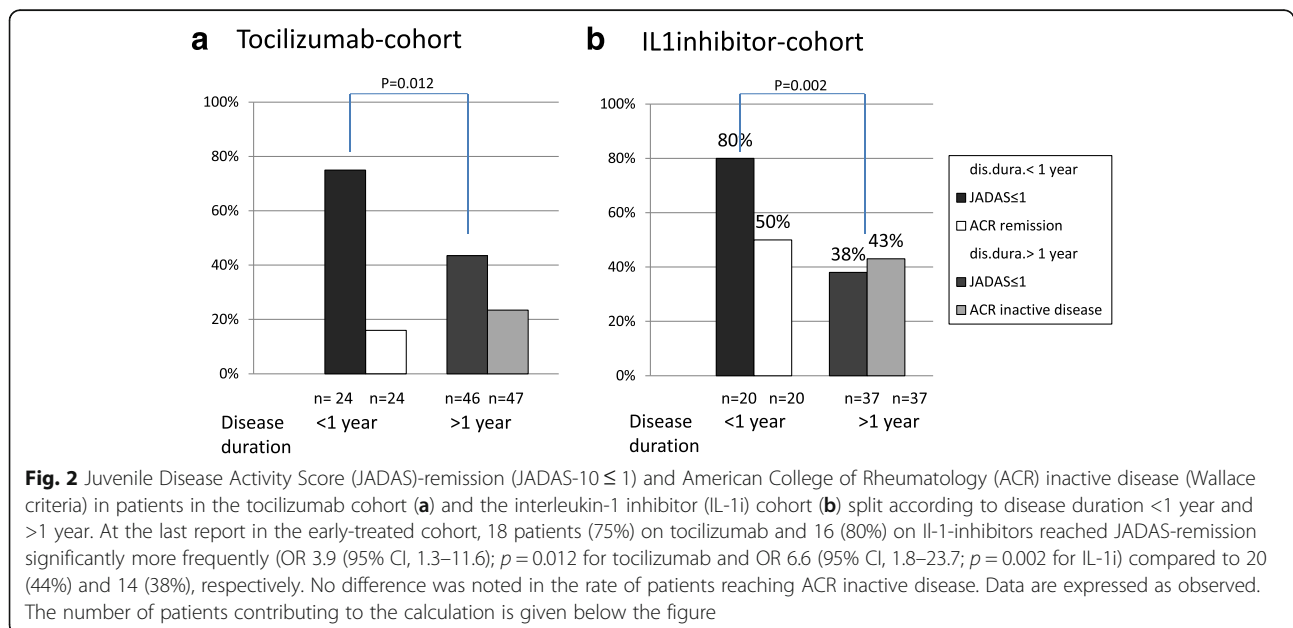 a Tocilizumab-cohort
P=0.012
100%
80%
60%
40%
20%
0%
n= 24 n=24 n=46 n=47
Disease duration <1 year >1 year
b IL1inhibitor-cohort
P=0.002
100%
80%
60%
40%
20%
0%
80%
50%
38%
43%
n=20 n=20 n=37 n=37
Disease duration <1 year >1 year
dis.dura.< 1 year
JADAS≤1
ACR remission
dis.dura.> 1 year
JADAS≤1
ACR inactive disease
Fig. 2 Juvenile Disease Activity Score (JADAS)-remission (JADAS-10 ≤ 1) and American College of Rheumatology (ACR) inactive disease (Wallace
criteria) in patients in the tocilizumab cohort (a) and the interleukin-1 inhibitor (IL-1i) cohort (b) split according to disease duration <1 year and
>1 year. At the last report in the early-treated cohort, 18 patients (75%) on tocilizumab and 16 (80%) on Il-1-inhibitors reached JADAS-remission
significantly more frequently (OR 3.9 (95% CI, 1.3–11.6); p = 0.012 for tocilizumab and OR 6.6 (95% CI, 1.8–23.7; p = 0.002 for IL-1i) compared to 20
(44%) and 14 (38%), respectively. No difference was noted in the rate of patients reaching ACR inactive disease. Data are expressed as observed.
The number of patients contributing to the calculation is given below the figure